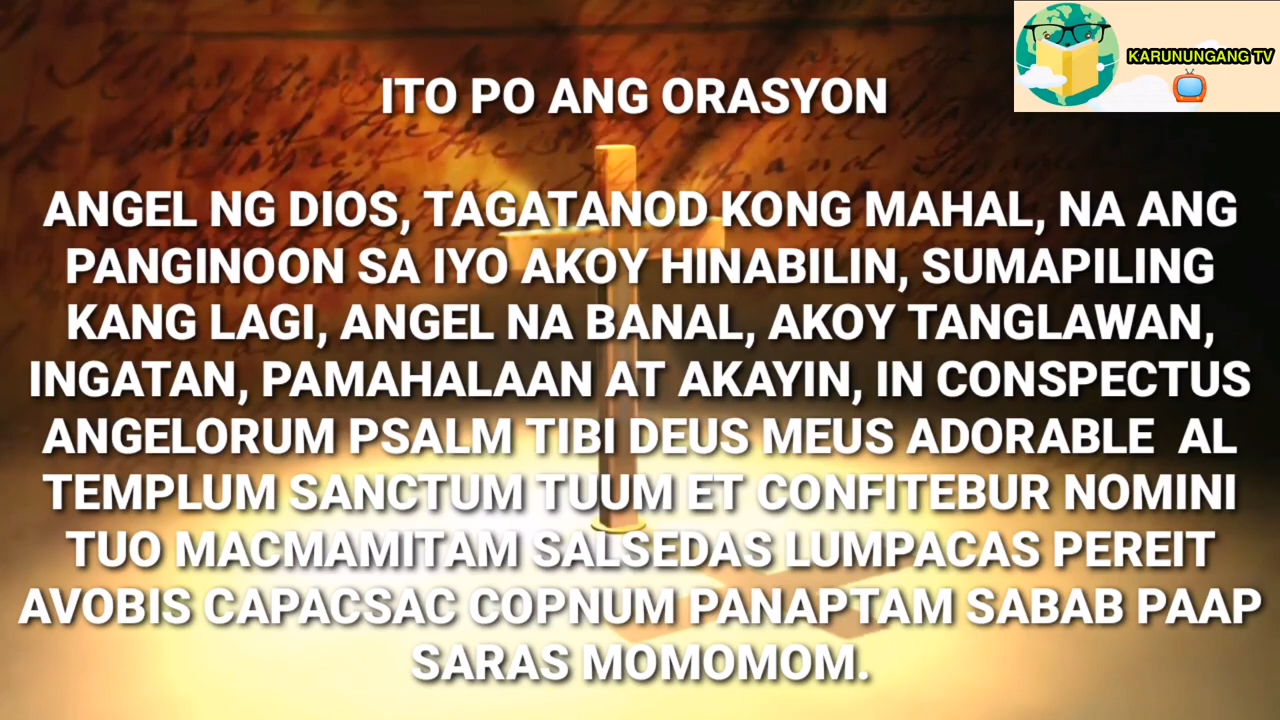 KARUNUNGANG TV
ITO PO ANG ORASYON
ANGEL NG DIOS, TAGATANOD KONG MAHAL, NA ANG
PANGINOON SA IYO AKOY HINABILIN, SUMAPILING
KANG LAGI, ANGEL NA BANAL, AKOY TANGLAWAN,
INGATAN, PAMAHALAAN AT AKAYIN, IN CONSPECTUS
ANGELORUM PSALM TIBI DEUS MEUS ADORABLE AL
TEMPLUM SANCTUM TUUM ET CONFITEBUR NOMINI
TUO MACMAMITAM SALSEDAS LUMPACAS PEREIT
AVOBIS CAPACSAC COPNUM PANAPTAM SABAB PAAP
SARAS MOMOMOM.